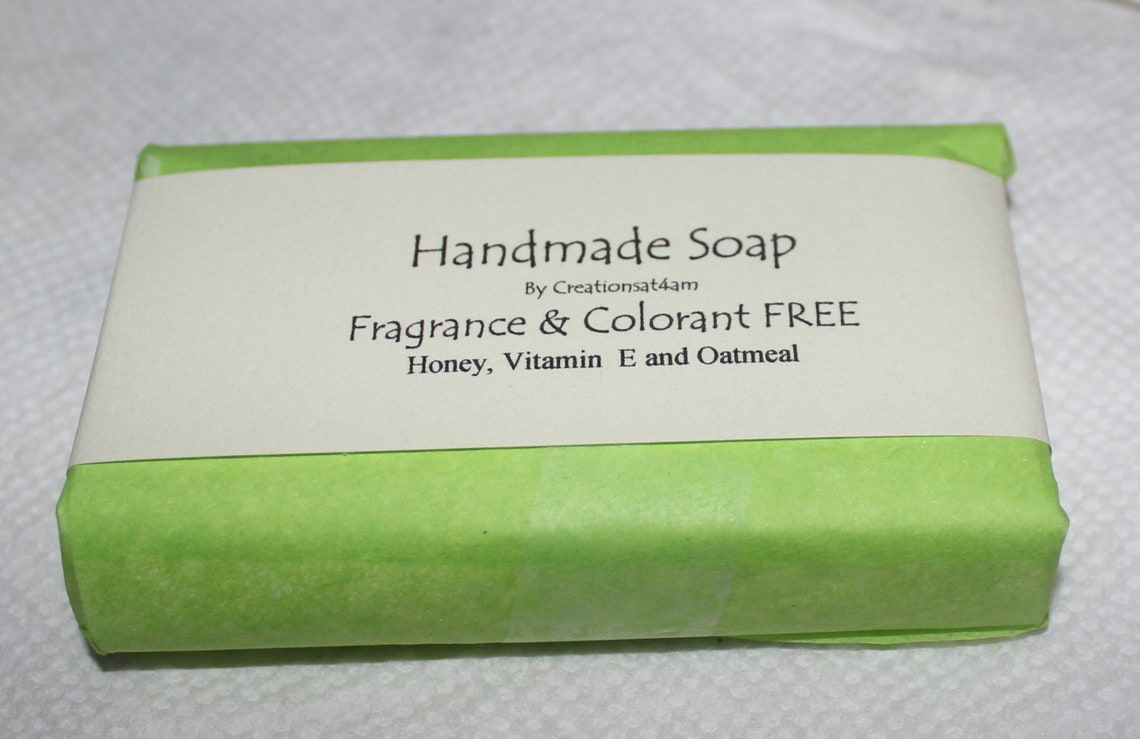 Handmade Soap
By Creationsat4am
Fragrance & Colorant FREE
Honey, Vitamin E and Oatmeal